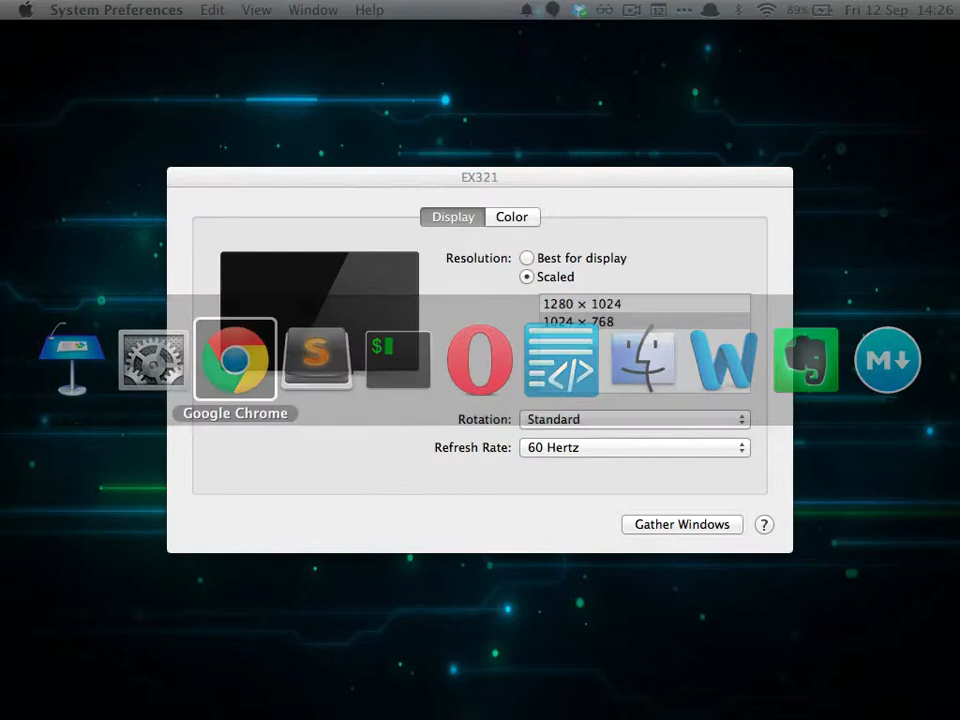 System Preferences Edit View Window Help 12 89% Fri 12 Sep 14:26
EX321
Display Color
Resolution: Best for display
Scaled
1280 × 1024
1024 × 768
S $ W M
Google Chrome
Rotation: Standard
Refresh Rate: 60 Hertz
Gather Windows ?